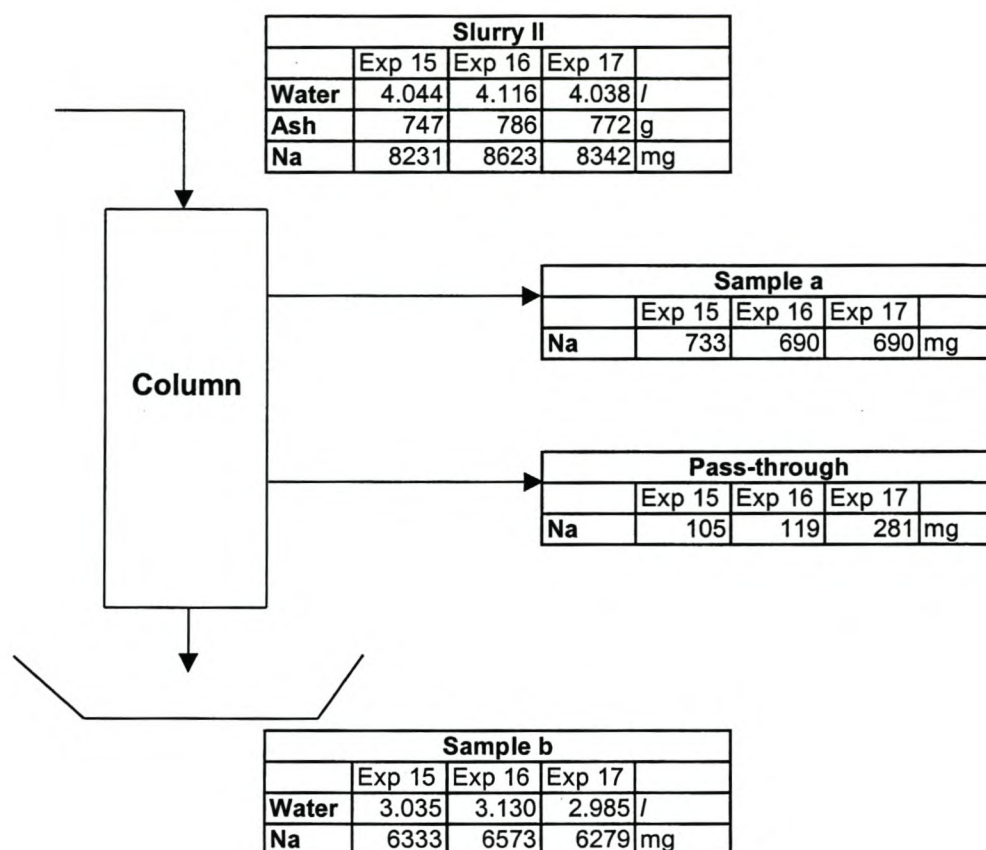 Slurry II
Exp 15 Exp 16 Exp 17
Water 4.044 4.116 4.038 l
Ash 747 786 772 g
Na 8231 8623 8342 mg
Sample a
Exp 15 Exp 16 Exp 17
Na 733 690 690 mg
Column
Pass-through
Exp 15 Exp 16 Exp 17
Na 105 119 281 mg
Sample b
Exp 15 Exp 16 Exp 17
Water 3.035 3.130 2.985 l
Na 6333 6573 6279 mg